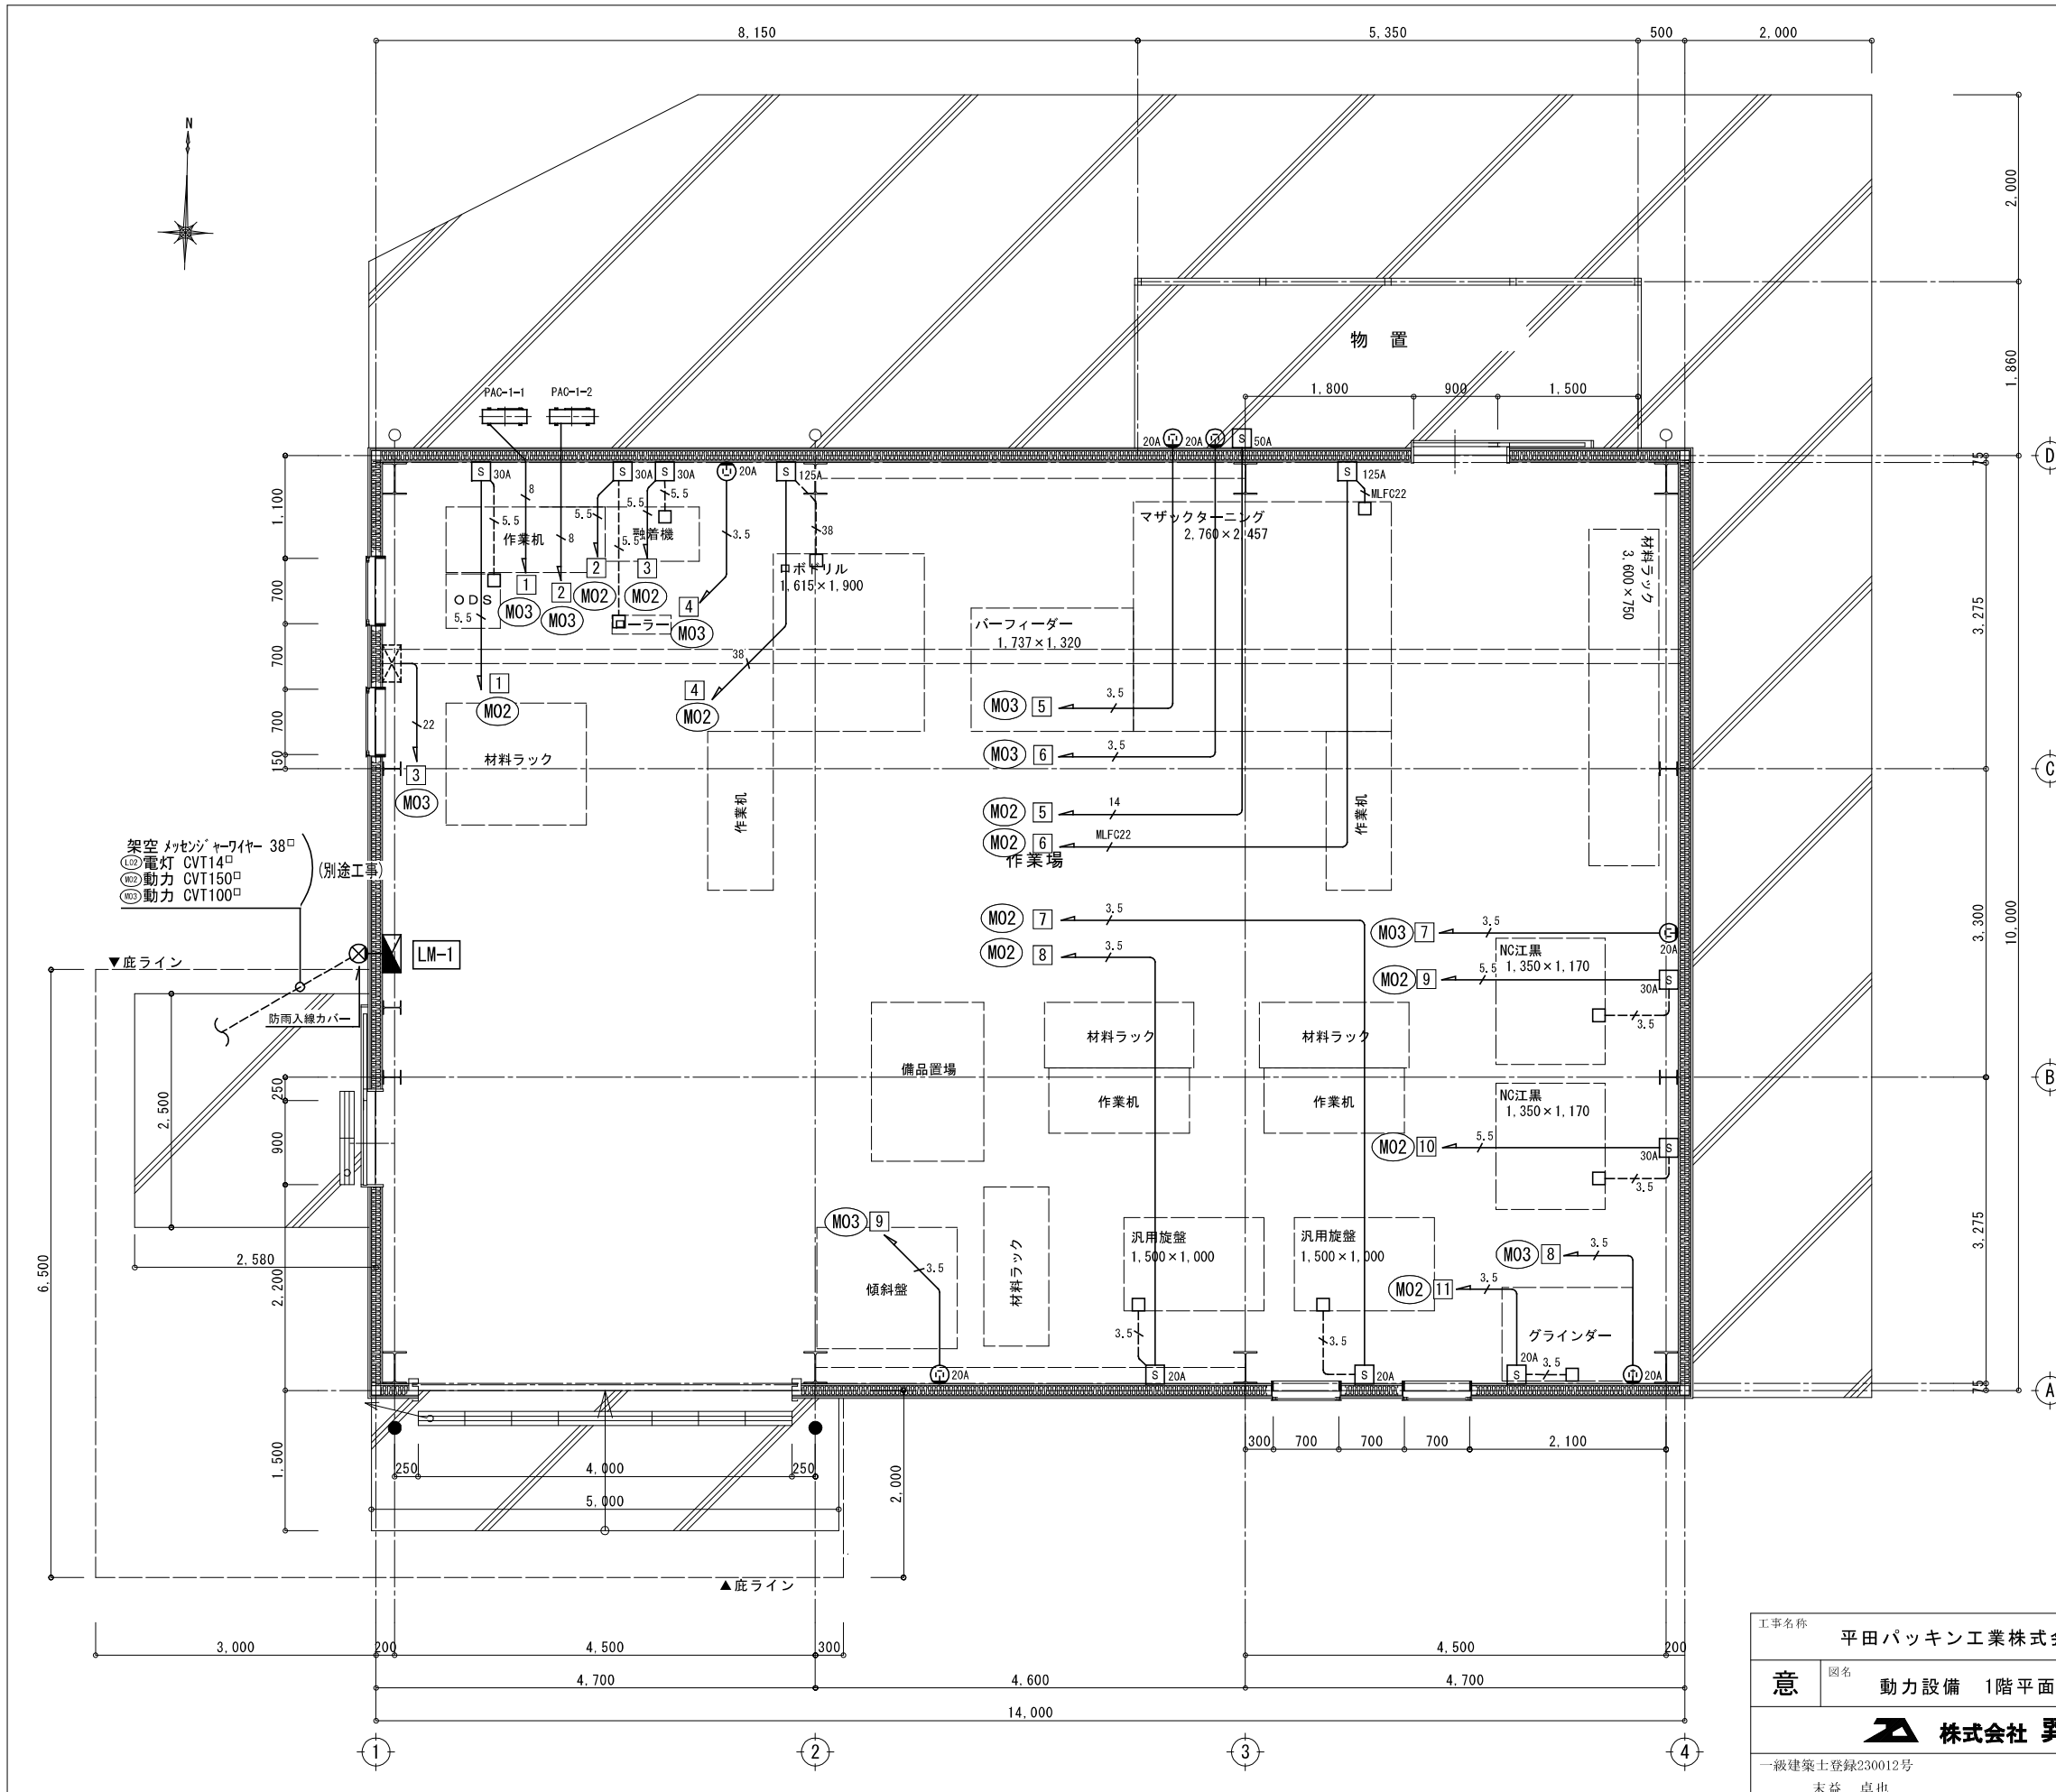 8,150
5,350
500
2,000
N
2,000
1,860
物 置
PAC-1-1
PAC-1-2
1,800
900
1,500
20A
20A
S
50A
D
75
S
30A
S
30A
S
30A
20A
S
125A
S
125A
8
5.5
5.5
5.5
5.5
5.5
8
3.5
38
MLFC22
1,100
作業机
融着機
マザックターニング
2,760×2,457
ロボドリル
1,615×1,900
材料ラック
3,600×750
1
MO3
2
MO3
2
MO2
3
MO2
4
MO3
700
ODS
5.5
ローラー
バーフィーダー
1,737×1,320
3,275
38
700
1
MO2
4
MO2
MO3
5
3.5
22
700
材料ラック
MO3
6
3.5
150
3
MO3
C
作業机
作業机
MO2
5
14
MO2
6
MLFC22
作業場
架空 メッセンジャーワイヤー 38□
LO2 電灯 CVT14□
MO2 動力 CVT150□
MO3 動力 CVT100□
(別途工事)
MO2
7
3.5
MO3
7
3.5
20A
3,300
10,000
LM-1
MO2
8
3.5
NC江黒
1,350×1,170
▼庇ライン
MO2
9
5.5
S
30A
3.5
防雨入線カバー
材料ラック
材料ラック
備品置場
250
B
2,500
作業机
作業机
NC江黒
1,350×1,170
900
MO2
10
5.5
S
30A
3.5
MO3
9
3.5
汎用旋盤
1,500×1,000
汎用旋盤
1,500×1,000
MO3
8
3.5
3,275
6,500
2,580
2,200
傾斜盤
材料ラック
MO2
11
3.5
3.5
3.5
グラインダー
20A
S
20A
S
20A
20A
S
3.5
20A
75
A
1,500
250
4,000
250
2,000
300
700
700
700
2,100
5,000
▲庇ライン
3,000
200
4,500
300
4,500
200
4,700
4,600
4,700
14,000
1
2
3
4
工事名称
平田パッキン工業株式
意
図名
動力設備 1階平面
株式会社
一級建築士登録230012号
末益 卓也